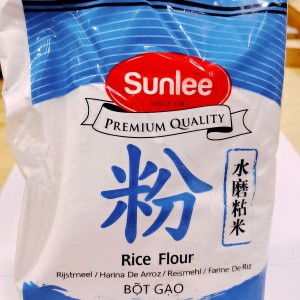 Sunlee
SINCE 1992
PREMIUM QUALITY
粉
水磨粘米
Rice Flour
Rijstmeel / Harina De Arroz / Reismehl / Farine De Riz
BỘT GẠO